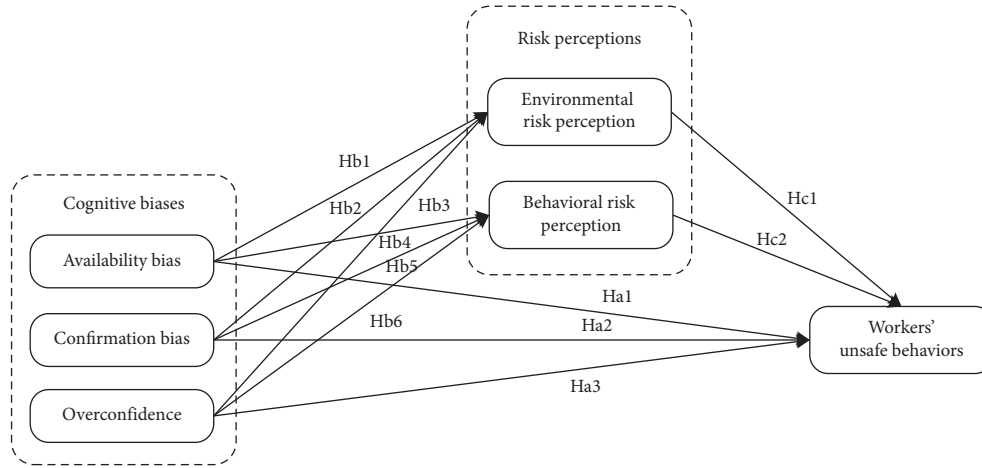 Risk perceptions
Environmental
risk perception
Behavioral risk
perception
Cognitive biases
Availability bias
Confirmation bias
Overconfidence
Hb1
Hb2
Hb3
Hb4
Hb5
Hb6
Ha1
Ha2
Ha3
Hc1
Hc2
Workers'
unsafe behaviors